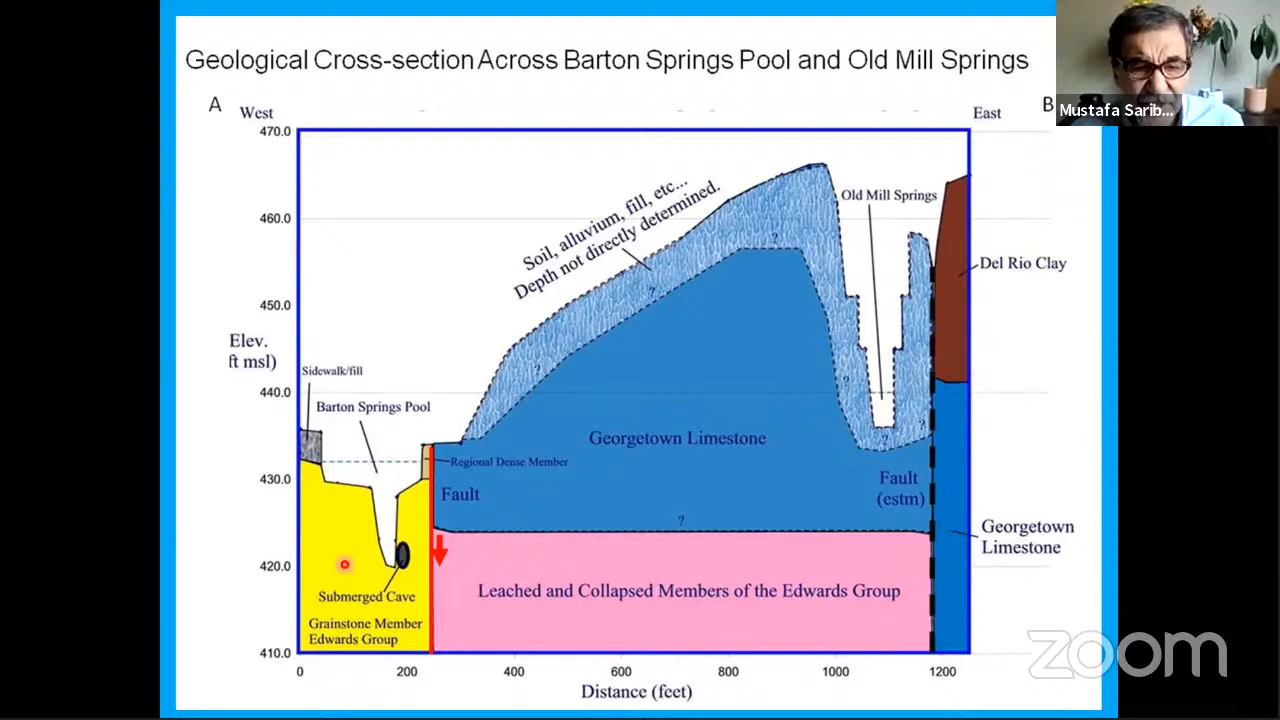 Geological Cross-section Across Barton Springs Pool and Old Mill Springs
Mustafa Sarib...
A
West
East
B
470.0
460.0
450.0
440.0
430.0
420.0
410.0
Elev.
ft msl)
Soil, alluvium, fill, etc...
Depth not directly determined.
Old Mill Springs
Del Rio Clay
Sidewalk/fill
Barton Springs Pool
Georgetown Limestone
Regional Dense Member
Fault
Fault
(estm)
Georgetown
Limestone
?
?
?
?
?
?
?
Submerged Cave
Grainstone Member
Edwards Group
Leached and Collapsed Members of the Edwards Group
0
200
400
600
800
1000
1200
Distance (feet)
zoom